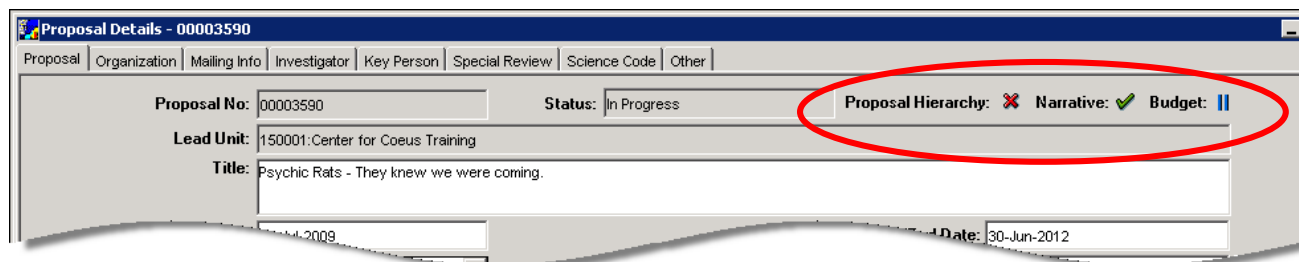 Proposal Details - 00003590
Proposal Organization Mailing Info Investigator Key Person Special Review Science Code Other
Proposal No: 00003590 Status: In Progress Proposal Hierarchy: Narrative: Budget:
Lead Unit: 150001:Center for Coeus Training
Title: Psychic Rats - They knew we were coming.
2009 Date: 30-Jun-2012